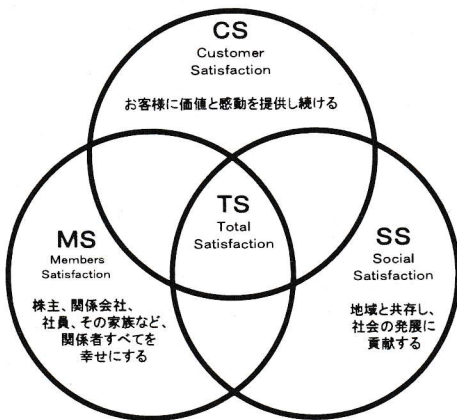 CS
Customer
Satisfaction
お客様に価値と感動を提供し続ける
TS
Total
Satisfaction
MS
Members
Satisfaction
株主、関係会社、
社員、その家族など、
関係者すべてを
幸せにする
SS
Social
Satisfaction
地域と共存し、
社会の発展に
貢献する